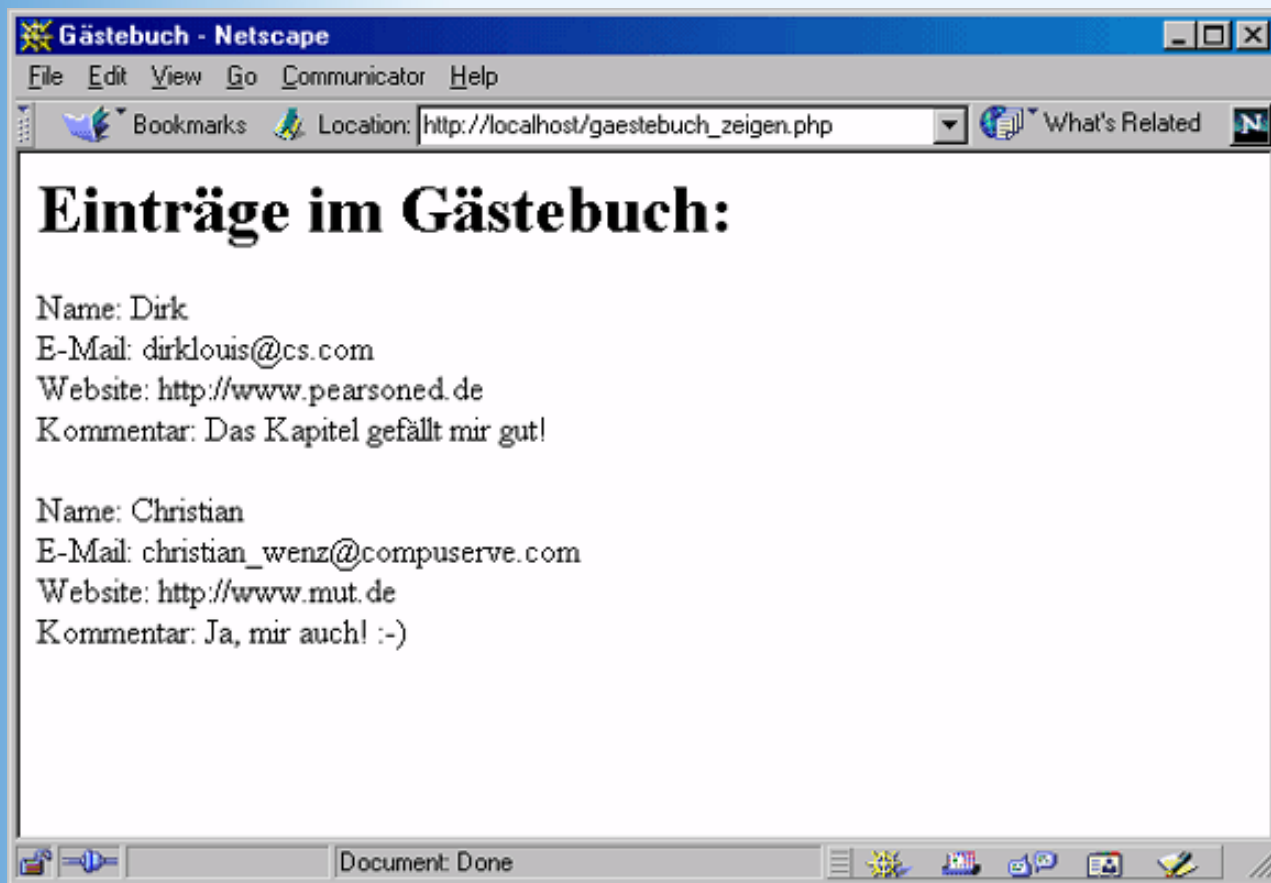 Gästebuch - Netscape
File Edit View Go Communicator Help
Bookmarks Location: http://localhost/gaestebuch_zeigen.php What's Related N
Einträge im Gästebuch:
Name: Dirk
E-Mail: dirklouis@cs.com
Website: http://www.pearsoned.de
Kommentar: Das Kapitel gefällt mir gut!
Name: Christian
E-Mail: christian_wenz@compuserve.com
Website: http://www.mut.de
Kommentar: Ja, mir auch! :-)
Document: Done